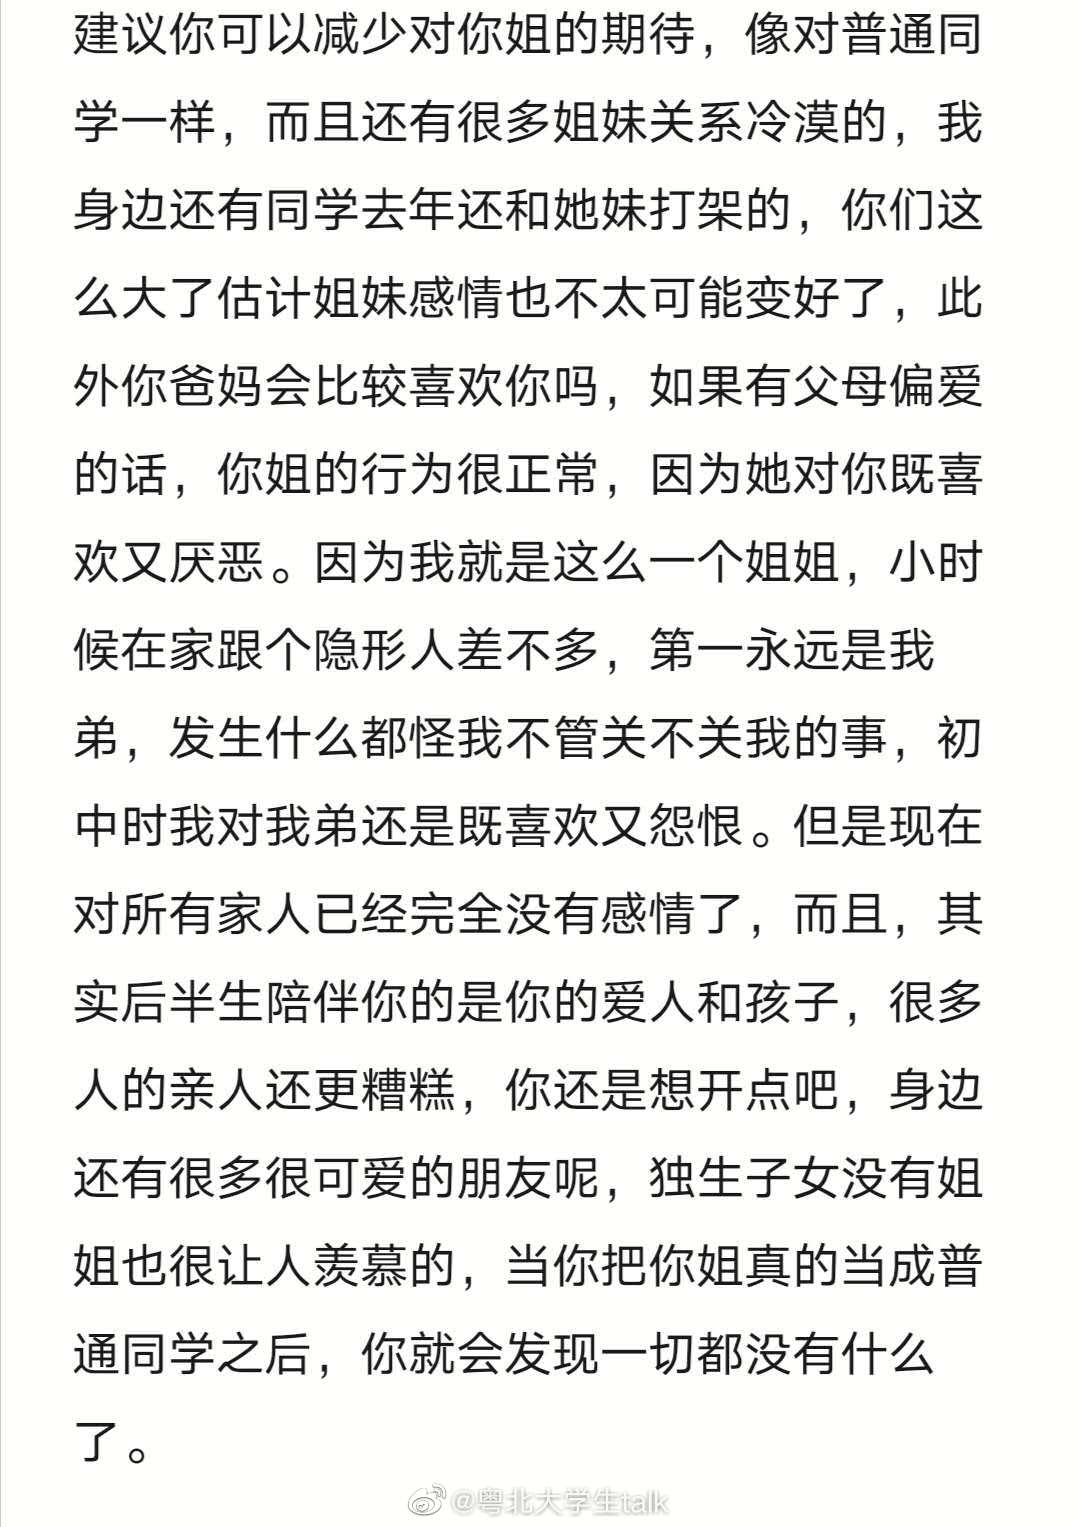 建议你可以减少对你姐的期待，像对普通同
学一样，而且还有很多姐妹关系冷漠的，我
身边还有同学去年还和她妹打架的，你们这
么大了估计姐妹感情也不太可能变好了，此
外你爸妈会比较喜欢你吗，如果有父母偏爱
的话，你姐的行为很正常，因为她对你既喜
欢又厌恶。因为我就是这么一个姐姐，小时
候在家跟个隐形人差不多，第一永远是我
弟，发生什么都怪我不管关不关我的事，初
中时我对我弟还是既喜欢又怨恨。但是现在
对所有家人已经完全没有感情了，而且，其
实后半生陪伴你的是你的爱人和孩子，很多
人的亲人还更糟糕，你还是想开点吧，身边
还有很多很可爱的朋友呢，独生子女没有姐
姐也很让人羡慕的，当你把你姐真的当成普
通同学之后，你就会发现一切都没有什么
了。
@粤北大学生talk